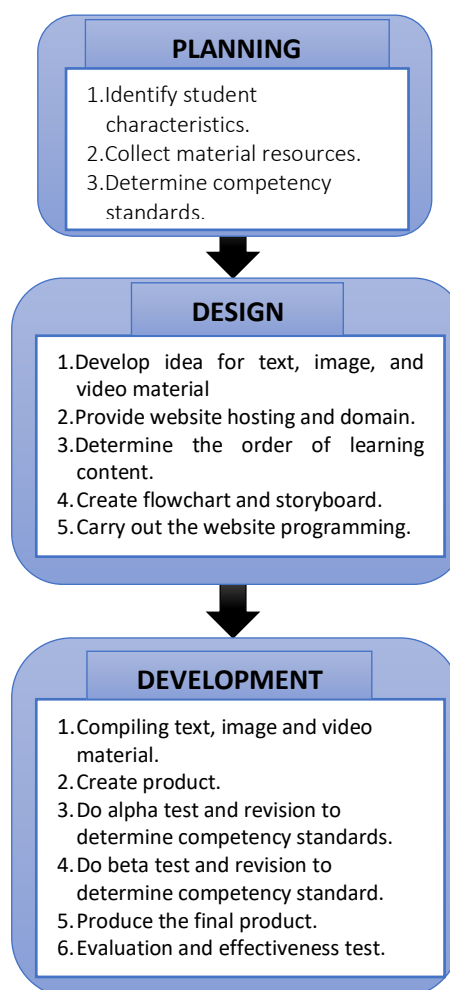 PLANNING
1.Identify student
characteristics.
2.Collect material resources.
3.Determine competency
standards.
DESIGN
1.Develop idea for text, image, and
video material
2.Provide website hosting and domain.
3.Determine the order of learning
content.
4.Create flowchart and storyboard.
5.Carry out the website programming.
DEVELOPMENT
1.Compiling text, image and video
material.
2.Create product.
3.Do alpha test and revision to
determine competency standards.
4.Do beta test and revision to
determine competency standard.
5.Produce the final product.
6.Evaluation and effectiveness test.